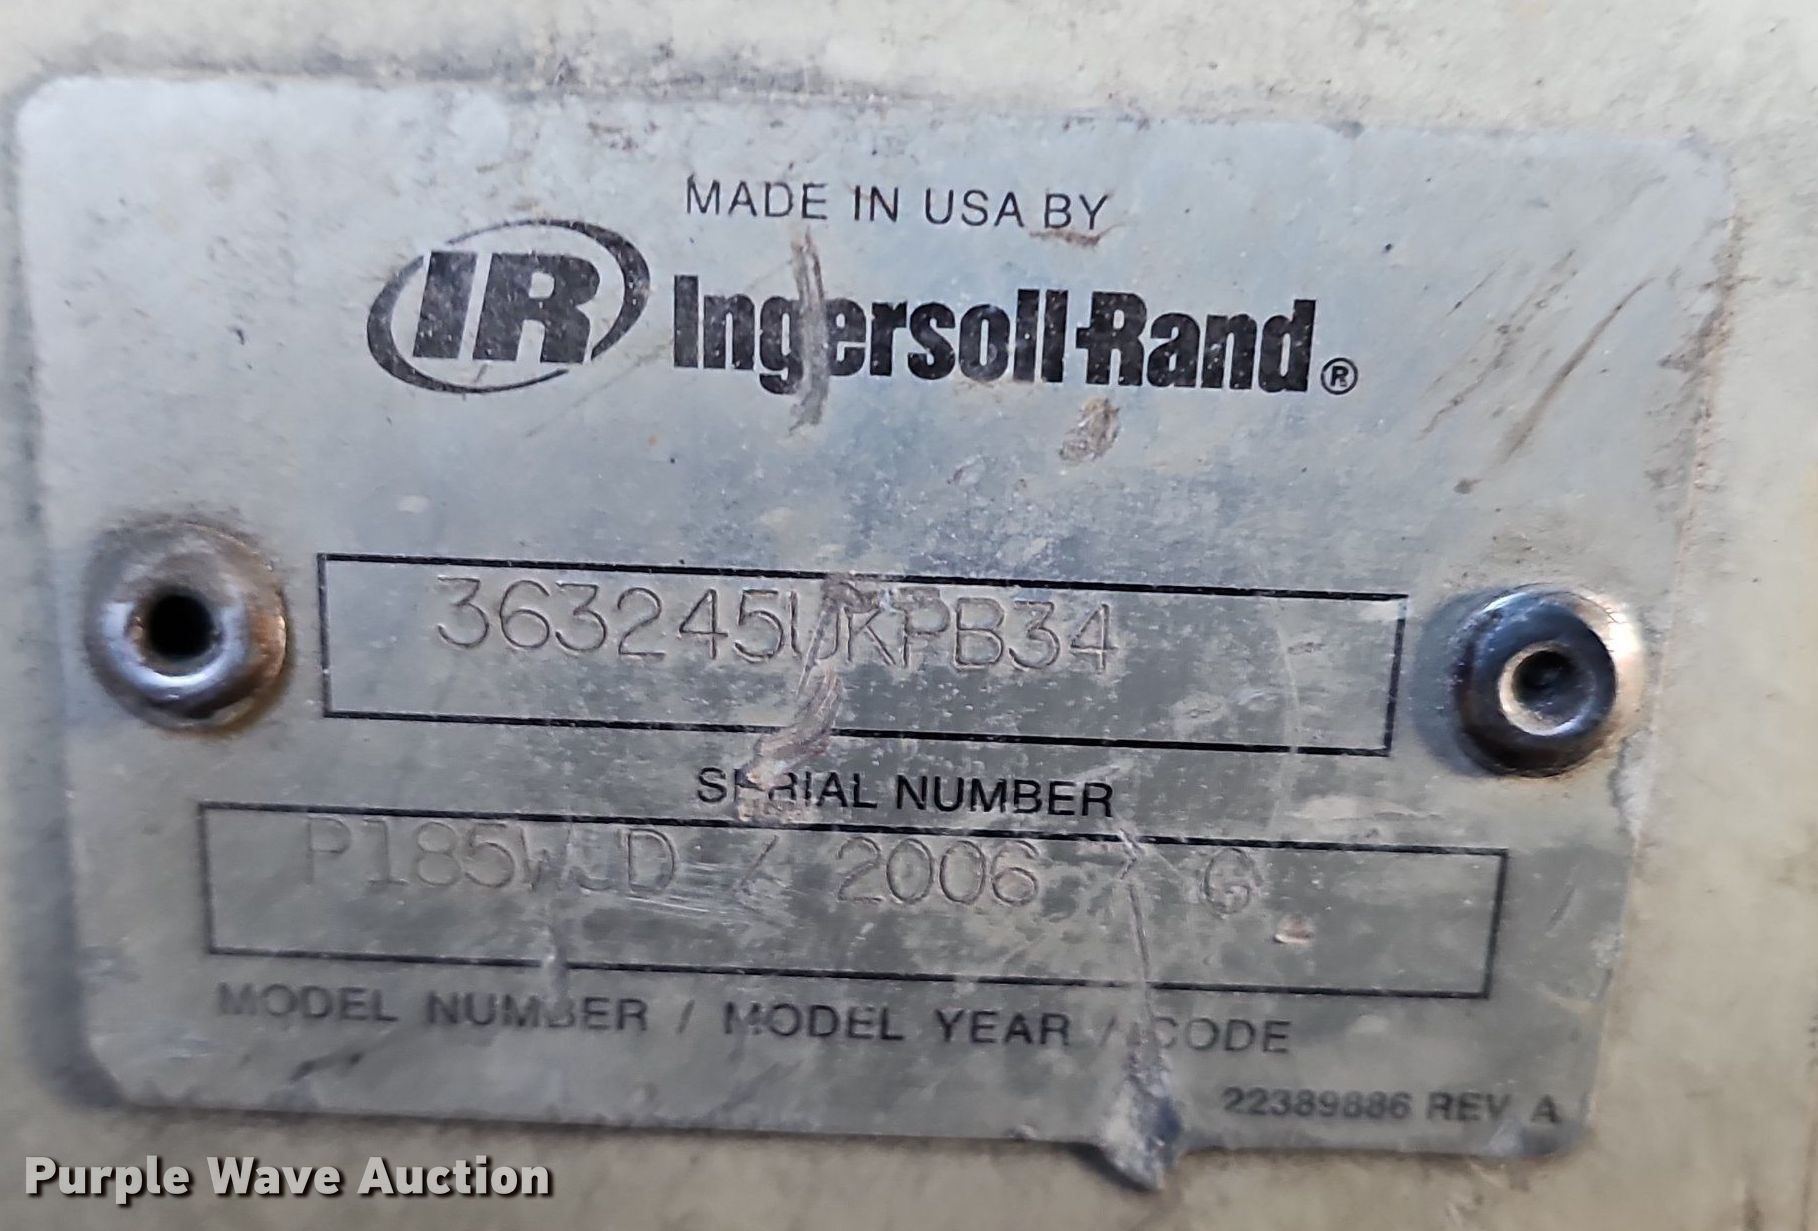 MADE IN USA BY
IR Ingersoll-Rand®
363245UKPB34
SERIAL NUMBER
P185WJD / 2006 / G
MODEL NUMBER / MODEL YEAR / CODE
22389886 REV A
Purple Wave Auction